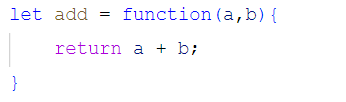 let add = function(a,b){
    return a + b;
}